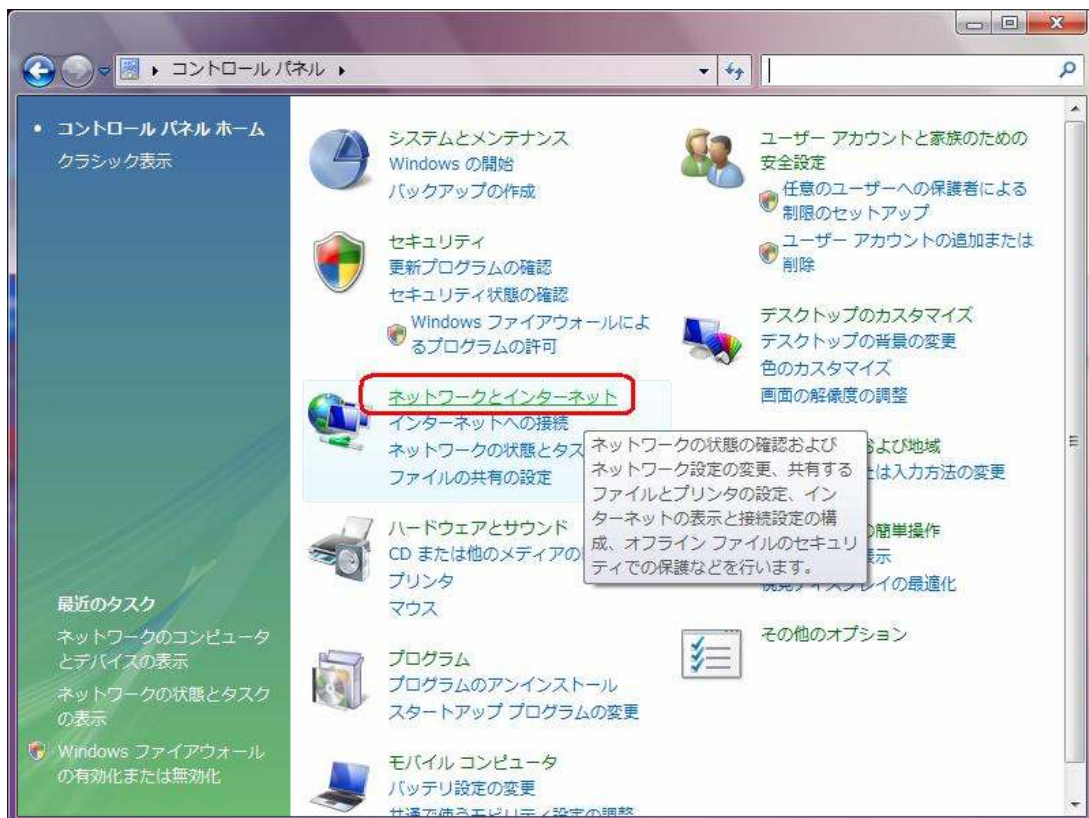 コントロール パネル
コントロール パネル ホーム
クラシック表示
最近のタスク
ネットワークのコンピュータ
とデバイスの表示
ネットワークの状態とタスク
の表示
Windows ファイアウォール
の有効化または無効化
システムとメンテナンス
Windows の開始
バックアップの作成
セキュリティ
更新プログラムの確認
セキュリティ状態の確認
Windows ファイアウォールによ
るプログラムの許可
ネットワークとインターネット
インターネットへの接続
ネットワークの状態とタス
ファイルの共有の設定
ハードウェアとサウンド
CD または他のメディアの
プリンタ
マウス
プログラム
プログラムのアンインストール
スタートアップ プログラムの変更
モバイル コンピュータ
バッテリ設定の変更
共通で使うモビリティ設定の調整
ユーザー アカウントと家族のための
安全設定
任意のユーザーへの保護者による
制限のセットアップ
ユーザー アカウントの追加または
削除
デスクトップのカスタマイズ
デスクトップの背景の変更
色のカスタマイズ
画面の解像度の調整
および地域
は入力方法の変更
簡単操作
表示
の最適化
その他のオプション
ネットワークの状態の確認および
ネットワーク設定の変更、共有する
ファイルとプリンタの設定、イン
ターネットの表示と接続設定の構
成、オフライン ファイルのセキュリ
ティでの保護などを行います。